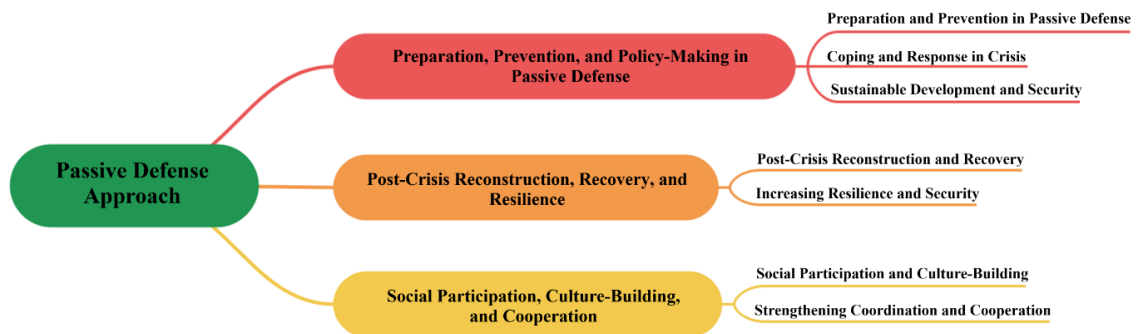 Passive Defense
Approach
Preparation, Prevention, and Policy-Making in
Passive Defense
Preparation and Prevention in Passive Defense
Coping and Response in Crisis
Sustainable Development and Security
Post-Crisis Reconstruction, Recovery, and
Resilience
Post-Crisis Reconstruction and Recovery
Increasing Resilience and Security
Social Participation, Culture-Building,
and Cooperation
Social Participation and Culture-Building
Strengthening Coordination and Cooperation